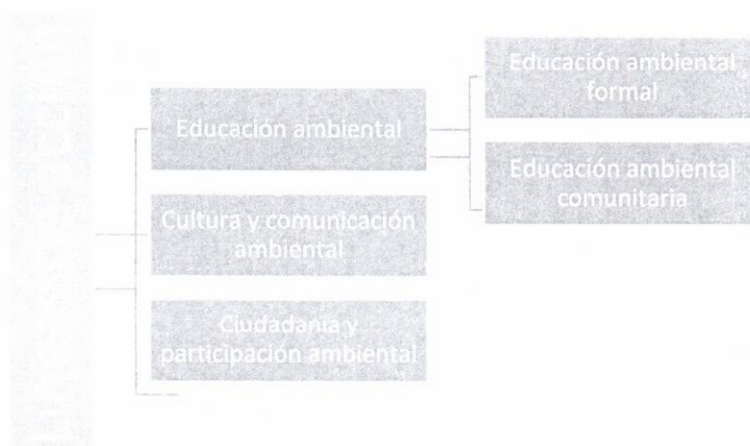 Educación ambiental
formal
Educación ambiental
Educación ambiental
comunitaria
Cultura y comunicación
ambiental
Ciudadanía y
participación ambiental